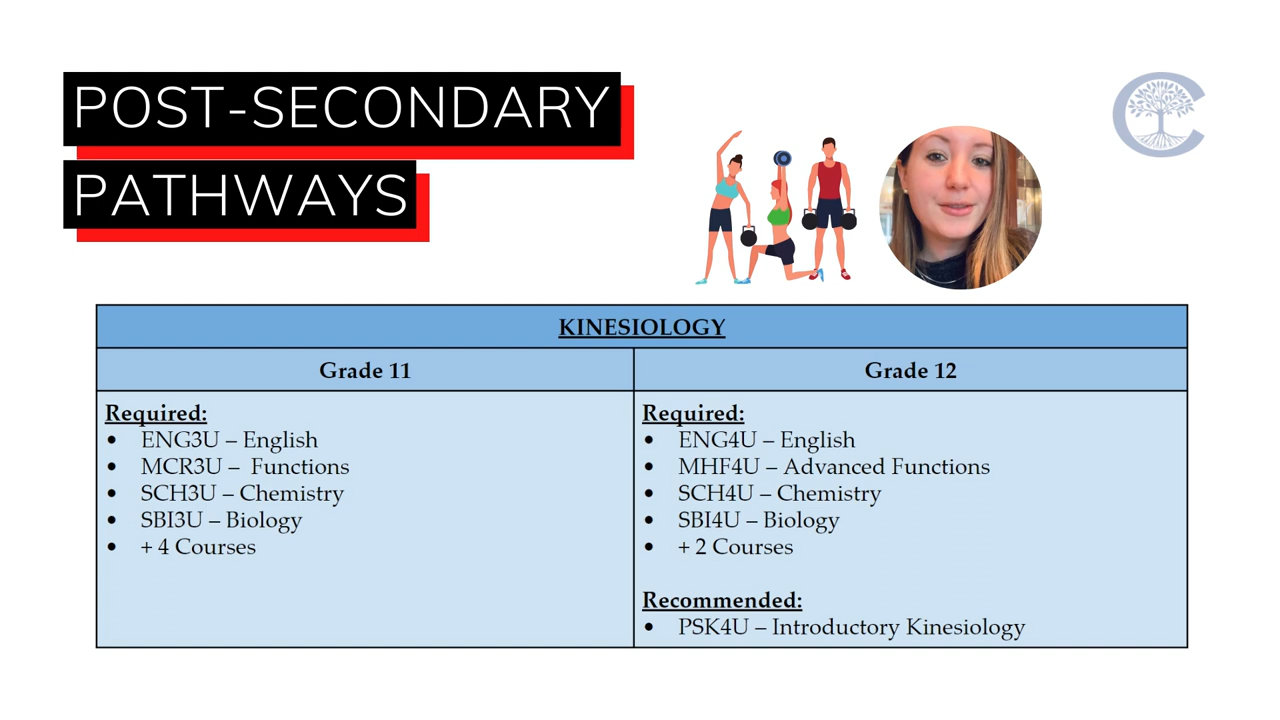 POST-SECONDARY
PATHWAYS
KINESIOLOGY
Grade 11
Grade 12
Required:
• ENG3U – English
• MCR3U – Functions
• SCH3U – Chemistry
• SBI3U – Biology
• + 4 Courses
Required:
• ENG4U – English
• MHF4U – Advanced Functions
• SCH4U – Chemistry
• SBI4U – Biology
• + 2 Courses
Recommended:
• PSK4U – Introductory Kinesiology